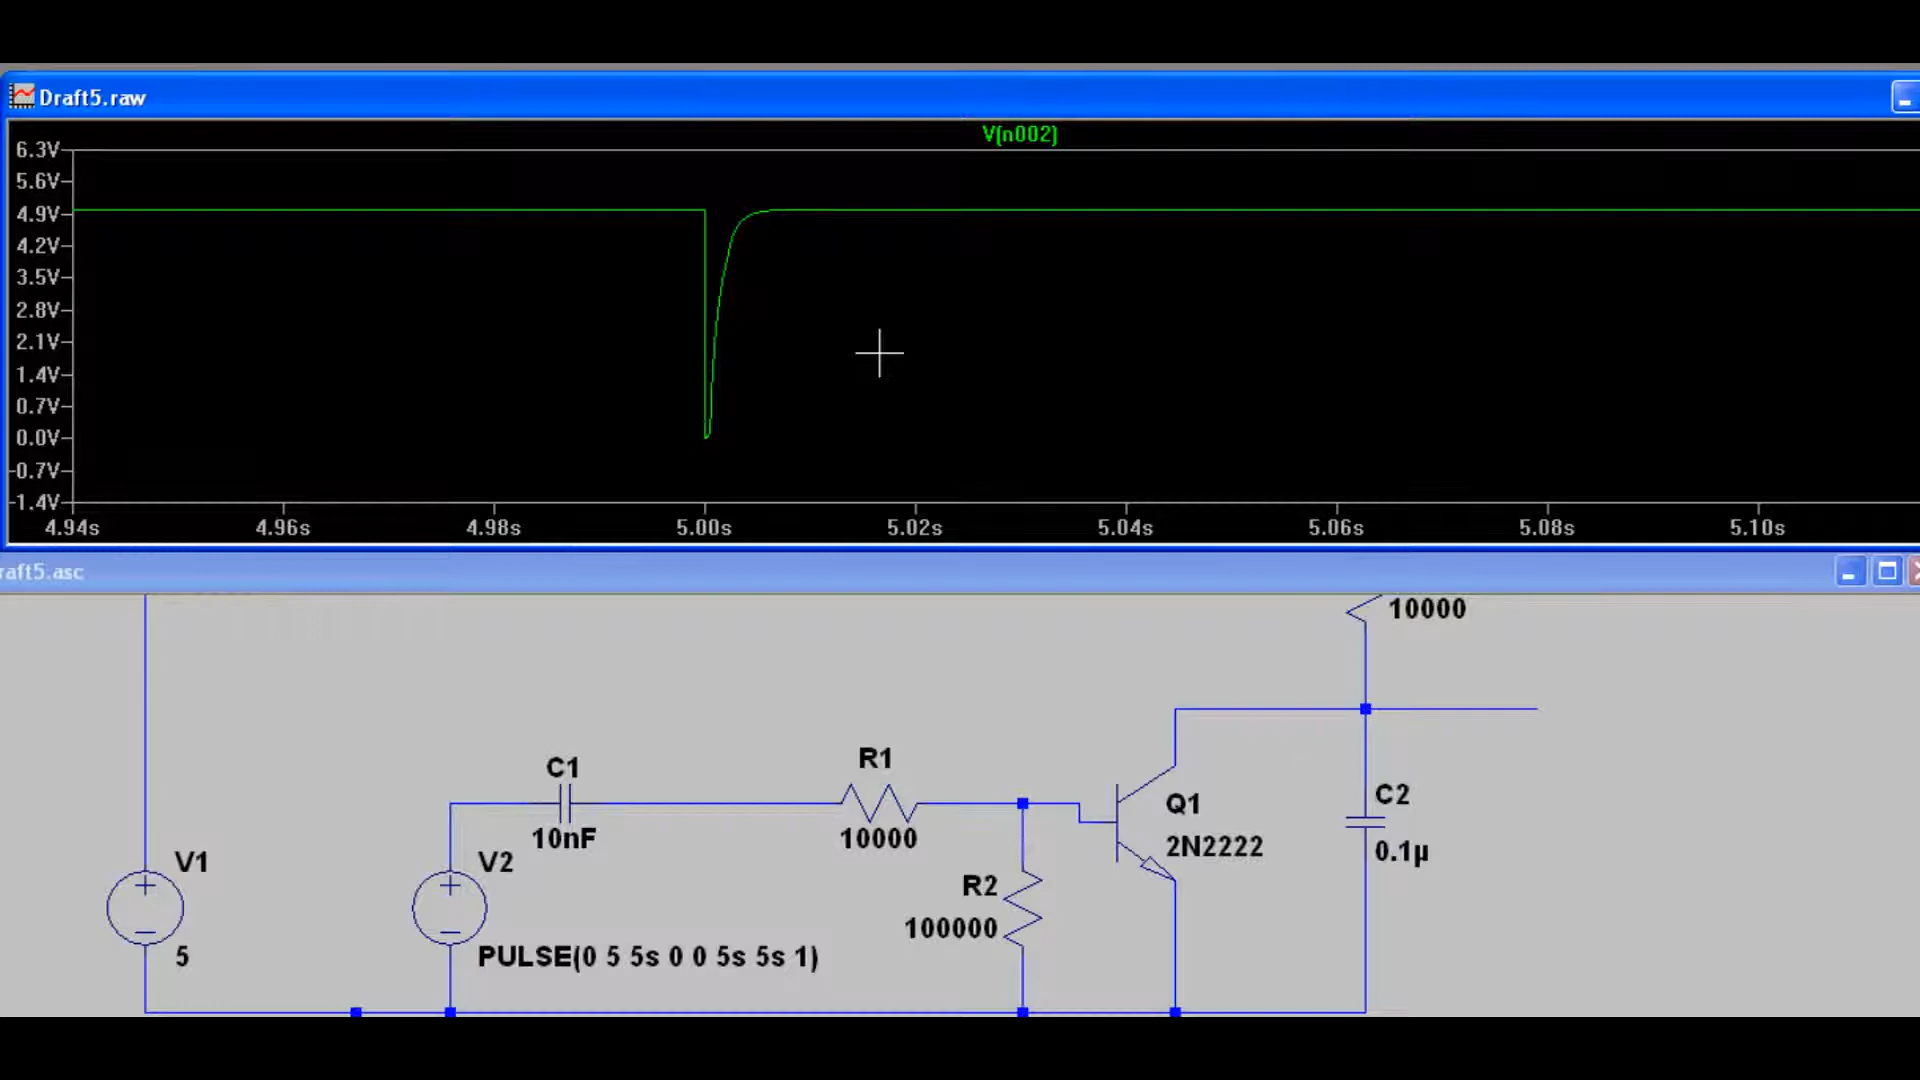 Draft5.raw
V(n002)
6.3V
5.6V
4.9V
4.2V
3.5V
2.8V
2.1V
1.4V
0.7V
0.0V
-0.7V
-1.4V
4.94s 4.96s 4.98s 5.00s 5.02s 5.04s 5.06s 5.08s 5.10s
raft5.asc
10000
C1
10nF
R1
10000
Q1
2N2222
C2
0.1µ
V1
5
V2
PULSE(0 5 5s 0 0 5s 5s 1)
R2
100000